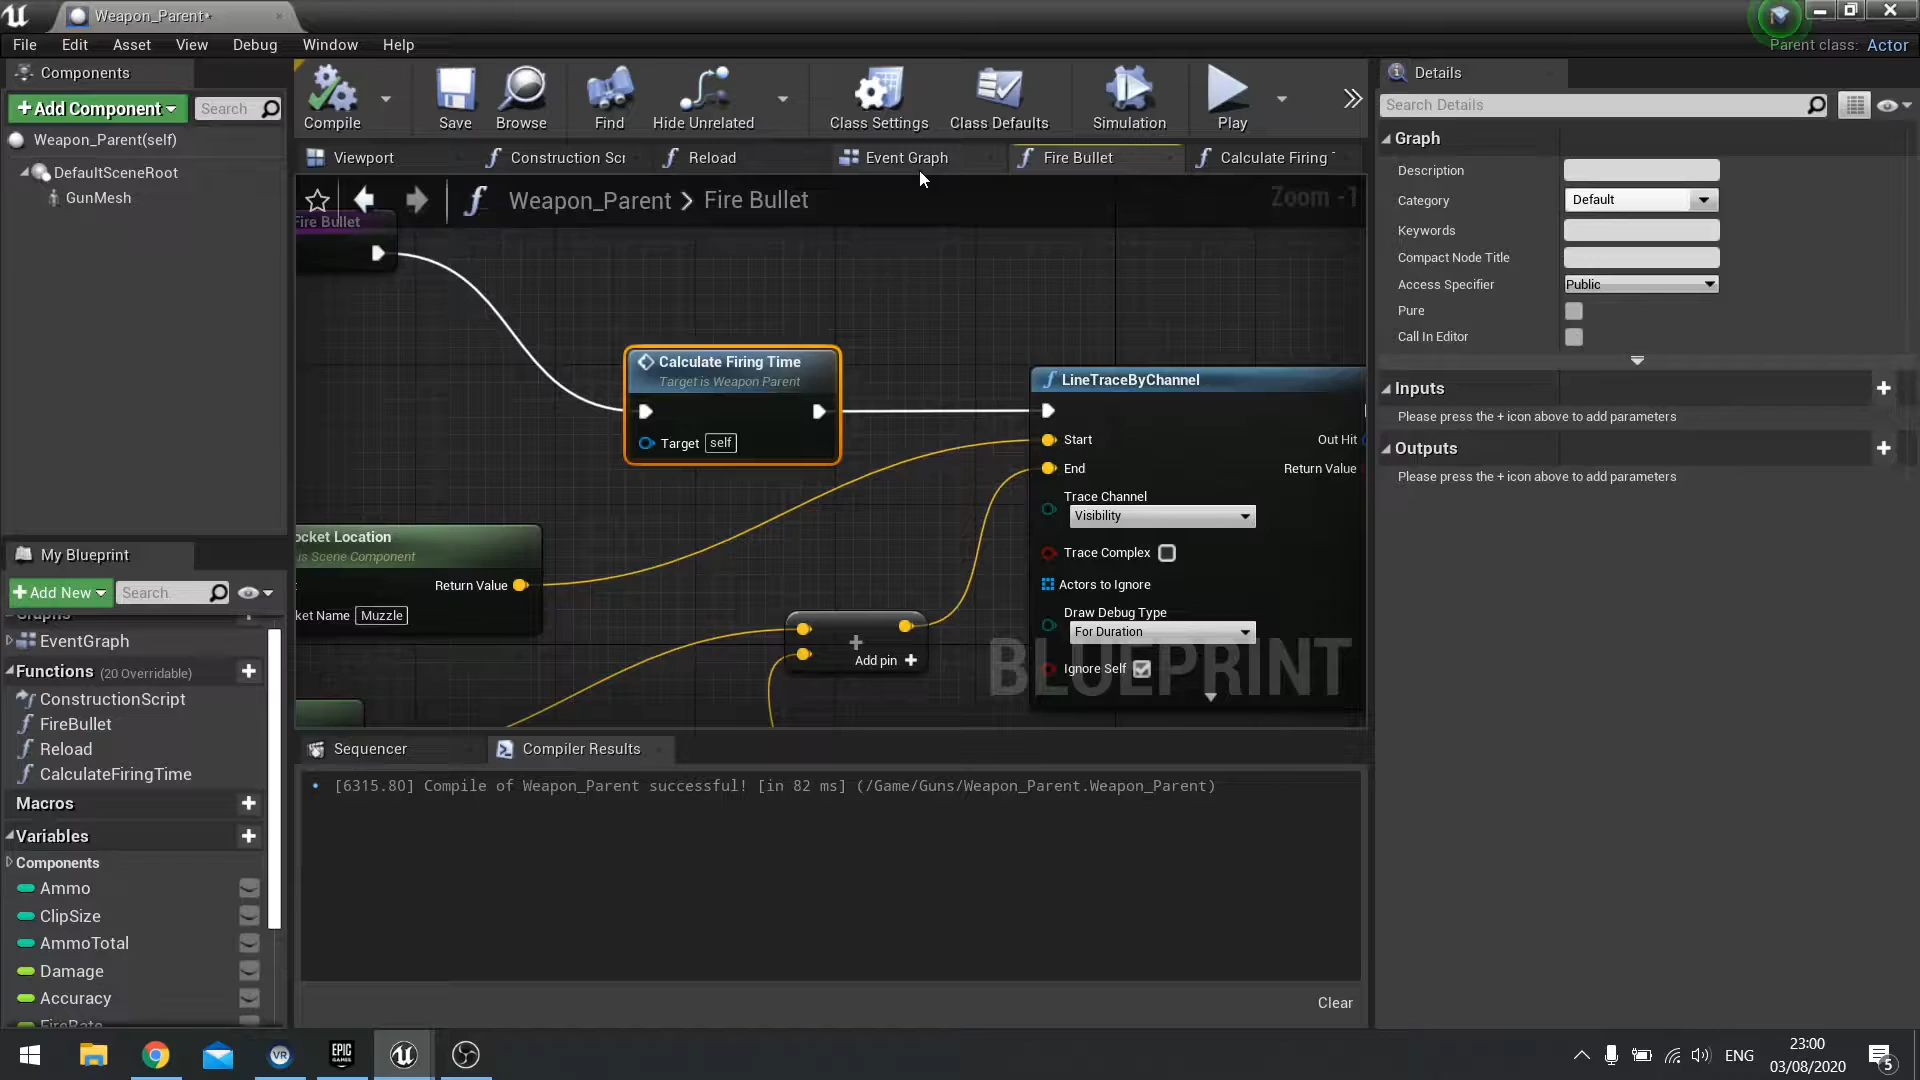 Weapon_Parent•
File Edit Asset View Debug Window Help
Parent class: Actor
Components
Add Component
Search
Weapon_Parent(self)
DefaultSceneRoot
GunMesh
Compile
Save
Browse
Find
Hide Unrelated
Class Settings
Class Defaults
Simulation
Play
Viewport
Construction Scr
Reload
Event Graph
Fire Bullet
Calculate Firing
Weapon_Parent > Fire Bullet
Zoom -1
Fire Bullet
Calculate Firing Time
Target is Weapon Parent
Target self
LineTraceByChannel
Start
Out Hit
End
Return Value
Trace Channel
Visibility
Trace Complex
Actors to Ignore
Draw Debug Type
For Duration
Ignore Self
ocket Location
is Scene Component
Return Value
ket Name Muzzle
Add pin
BLUEPRINT
Sequencer
Compiler Results
[6315.80] Compile of Weapon_Parent successful! [in 82 ms] (/Game/Guns/Weapon_Parent.Weapon_Parent)
Clear
Details
Search Details
Graph
Description
Category Default
Keywords
Compact Node Title
Access Specifier Public
Pure
Call In Editor
Inputs
Please press the + icon above to add parameters
Outputs
Please press the + icon above to add parameters
My Blueprint
Add New
Search
Graphs
EventGraph
Functions (20 Overridable)
ConstructionScript
FireBullet
Reload
CalculateFiringTime
Macros
Variables
Components
Ammo
ClipSize
AmmoTotal
Damage
Accuracy
FireRate
VR
EPIC
GAMES
ENG
23:00
03/08/2020
5